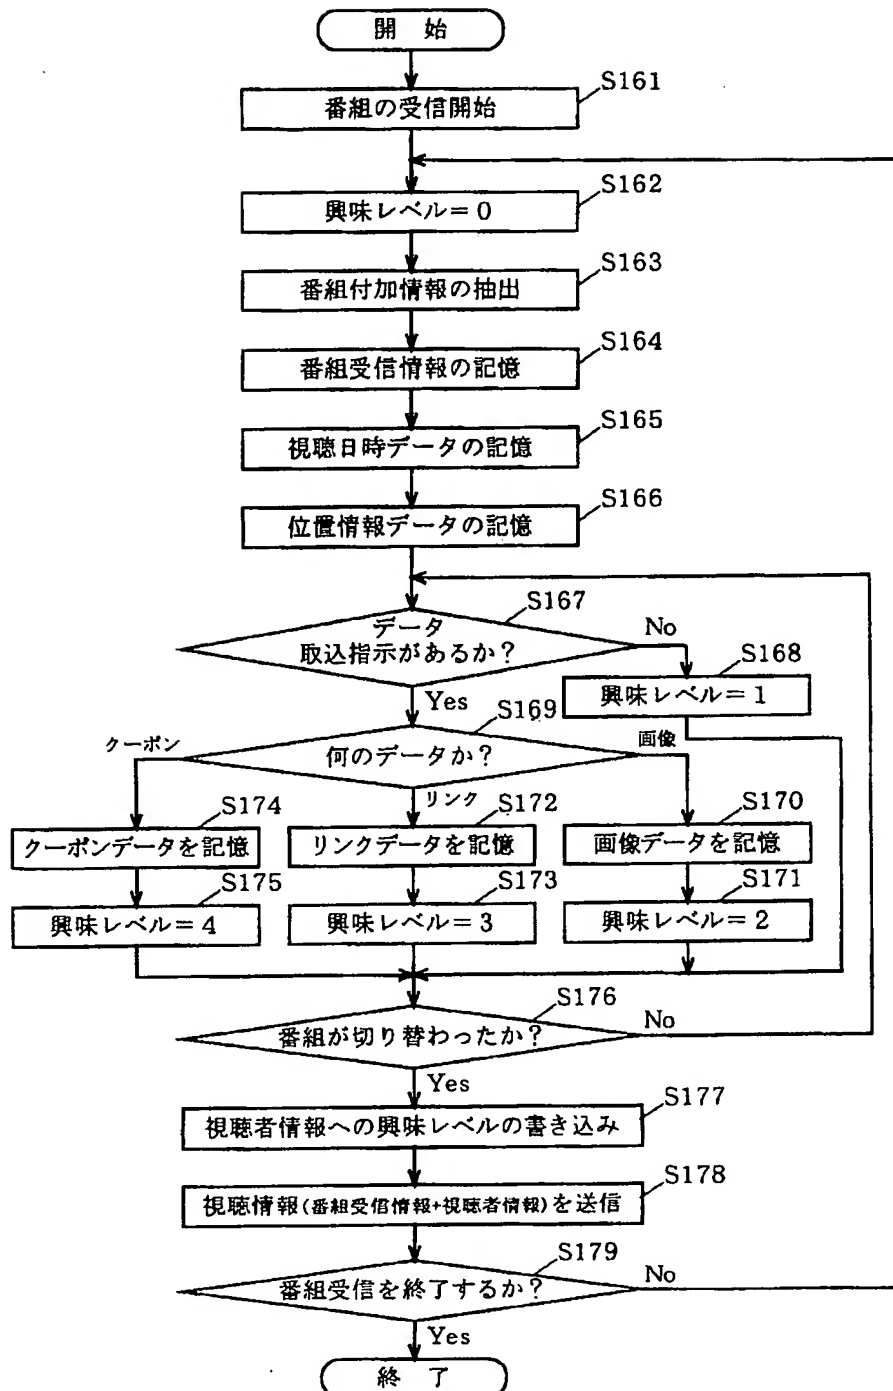 開 始
S161
番組の受信開始
S162
興味レベル＝0
S163
番組付加情報の抽出
S164
番組受信情報の記憶
S165
視聴日時データの記憶
S166
位置情報データの記憶
S167
データ
取込指示があるか？
No
S168
興味レベル＝1
Yes
S169
何のデータか？
クーポン
リンク
画像
S174
クーポンデータを記憶
S172
リンクデータを記憶
S170
画像データを記憶
S175
興味レベル＝4
S173
興味レベル＝3
S171
興味レベル＝2
S176
番組が切り替わったか？
No
Yes
S177
視聴者情報への興味レベルの書き込み
S178
視聴情報(番組受信情報+視聴者情報)を送信
S179
番組受信を終了するか？
No
Yes
終 了